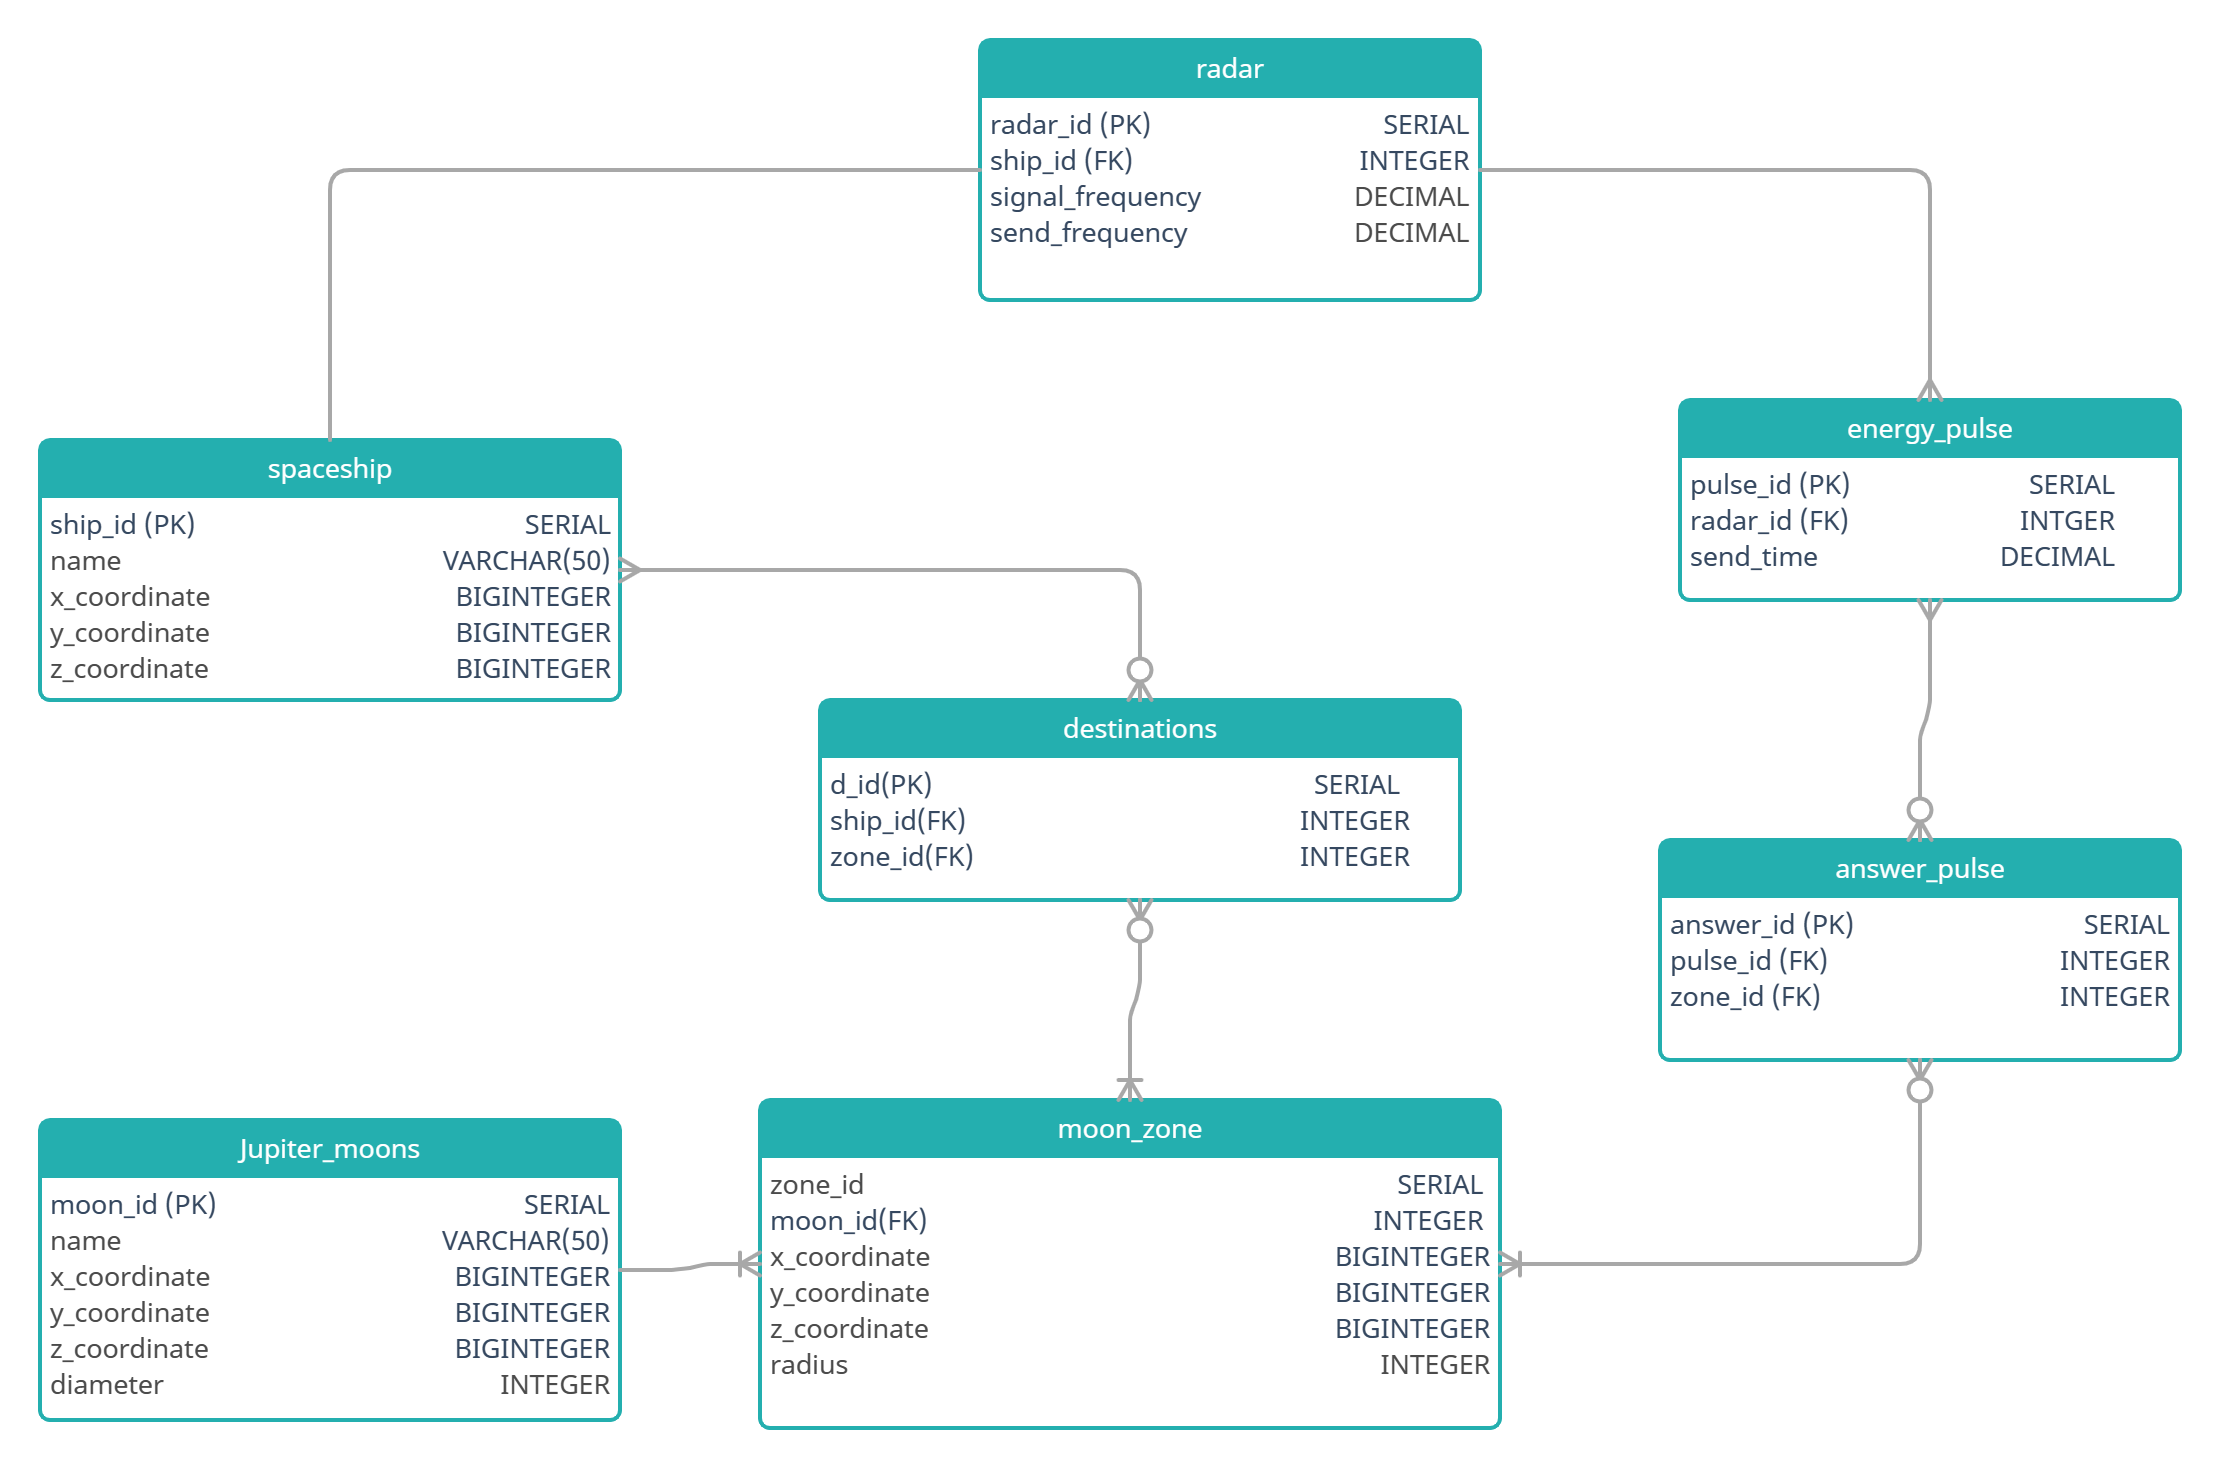 radar
radar_id (PK) SERIAL
ship_id (FK) INTEGER
signal_frequency DECIMAL
send_frequency DECIMAL
energy_pulse
pulse_id (PK) SERIAL
radar_id (FK) INTGER
send_time DECIMAL
spaceship
ship_id (PK) SERIAL
name VARCHAR(50)
x_coordinate BIGINTEGER
y_coordinate BIGINTEGER
z_coordinate BIGINTEGER
destinations
d_id(PK) SERIAL
ship_id(FK) INTEGER
zone_id(FK) INTEGER
answer_pulse
answer_id (PK) SERIAL
pulse_id (FK) INTEGER
zone_id (FK) INTEGER
Jupiter_moons
moon_id (PK) SERIAL
name VARCHAR(50)
x_coordinate BIGINTEGER
y_coordinate BIGINTEGER
z_coordinate BIGINTEGER
diameter INTEGER
moon_zone
zone_id SERIAL
moon_id(FK) INTEGER
x_coordinate BIGINTEGER
y_coordinate BIGINTEGER
z_coordinate BIGINTEGER
radius INTEGER